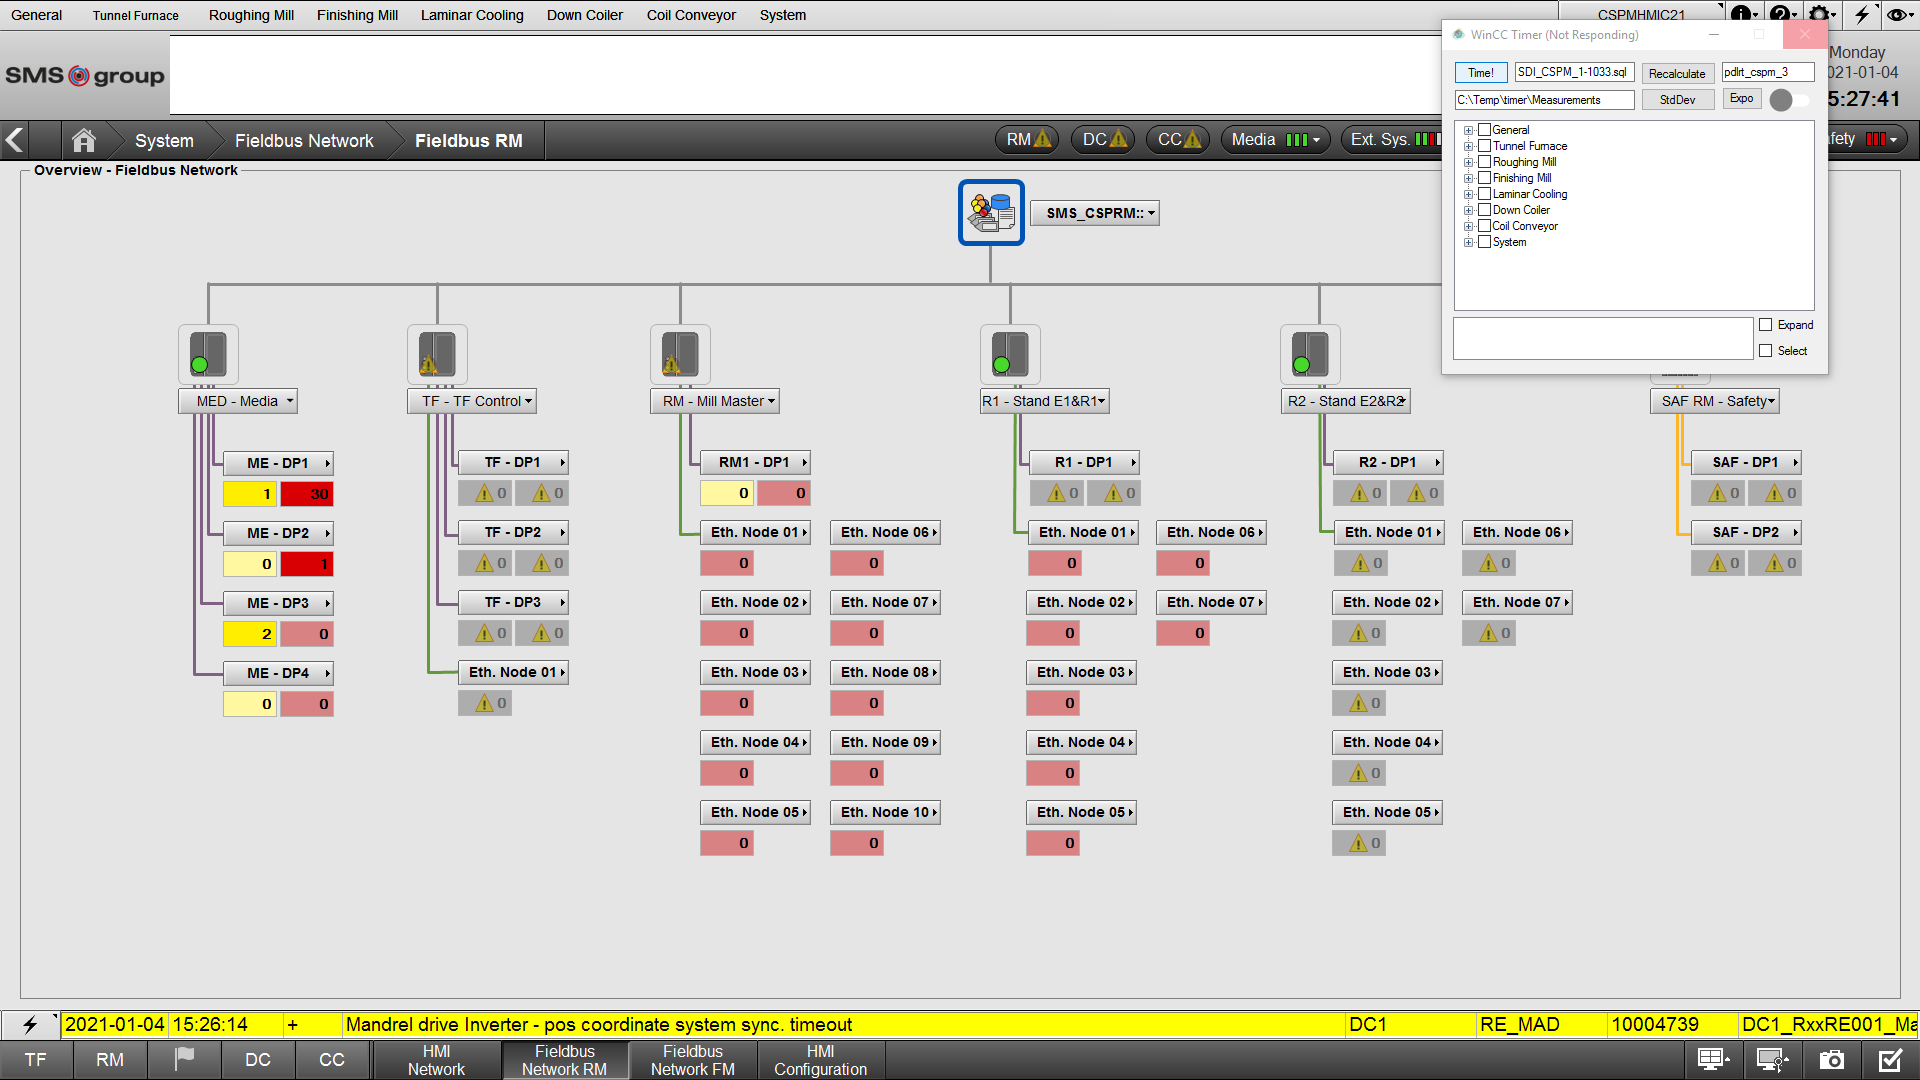 General Tunnel Furnace Roughing Mill Finishing Mill Laminar Cooling Down Coiler Coil Conveyor System CSPMHMIC21
WinCC Timer (Not Responding)
Monday
SMS group
Time! SDI_CSPM_1-1033.sql Recalculate pdlrt_cspm_3
021-01-04
C:\Temp\timer\Measurements StdDev Expo
5:27:41
System Fieldbus Network Fieldbus RM RM DC CC Media Ext. Sys. fety
General
Tunnel Furnace
Roughing Mill
Finishing Mill
Laminar Cooling
Down Coiler
Coil Conveyor
System
Expand
Select
Overview - Fieldbus Network
SMS_CSPRM::
MED - Media TF - TF Control RM - Mill Master R1 - Stand E1&R1 R2 - Stand E2&R2 SAF RM - Safety
ME - DP1 TF - DP1 RM1 - DP1 R1 - DP1 R2 - DP1 SAF - DP1
1 30 0 0 0 0 0 0 0 0 0 0
ME - DP2 TF - DP2 Eth. Node 01 Eth. Node 06 Eth. Node 01 Eth. Node 06 Eth. Node 01 Eth. Node 06 SAF - DP2
0 1 0 0 0 0 0 0 0 0 0 0
ME - DP3 TF - DP3 Eth. Node 02 Eth. Node 07 Eth. Node 02 Eth. Node 07 Eth. Node 02 Eth. Node 07
2 0 0 0 0 0 0 0 0 0
ME - DP4 Eth. Node 01 Eth. Node 03 Eth. Node 08 Eth. Node 03 Eth. Node 03
0 0 0 0 0 0 0
Eth. Node 04 Eth. Node 09 Eth. Node 04 Eth. Node 04
0 0 0 0
Eth. Node 05 Eth. Node 10 Eth. Node 05 Eth. Node 05
0 0 0 0
2021-01-04 15:26:14 + Mandrel drive Inverter - pos coordinate system sync. timeout DC1 RE_MAD 10004739 DC1_RxxRE001_Ma
TF RM DC CC HMI Network Fieldbus Network RM Fieldbus Network FM HMI Configuration